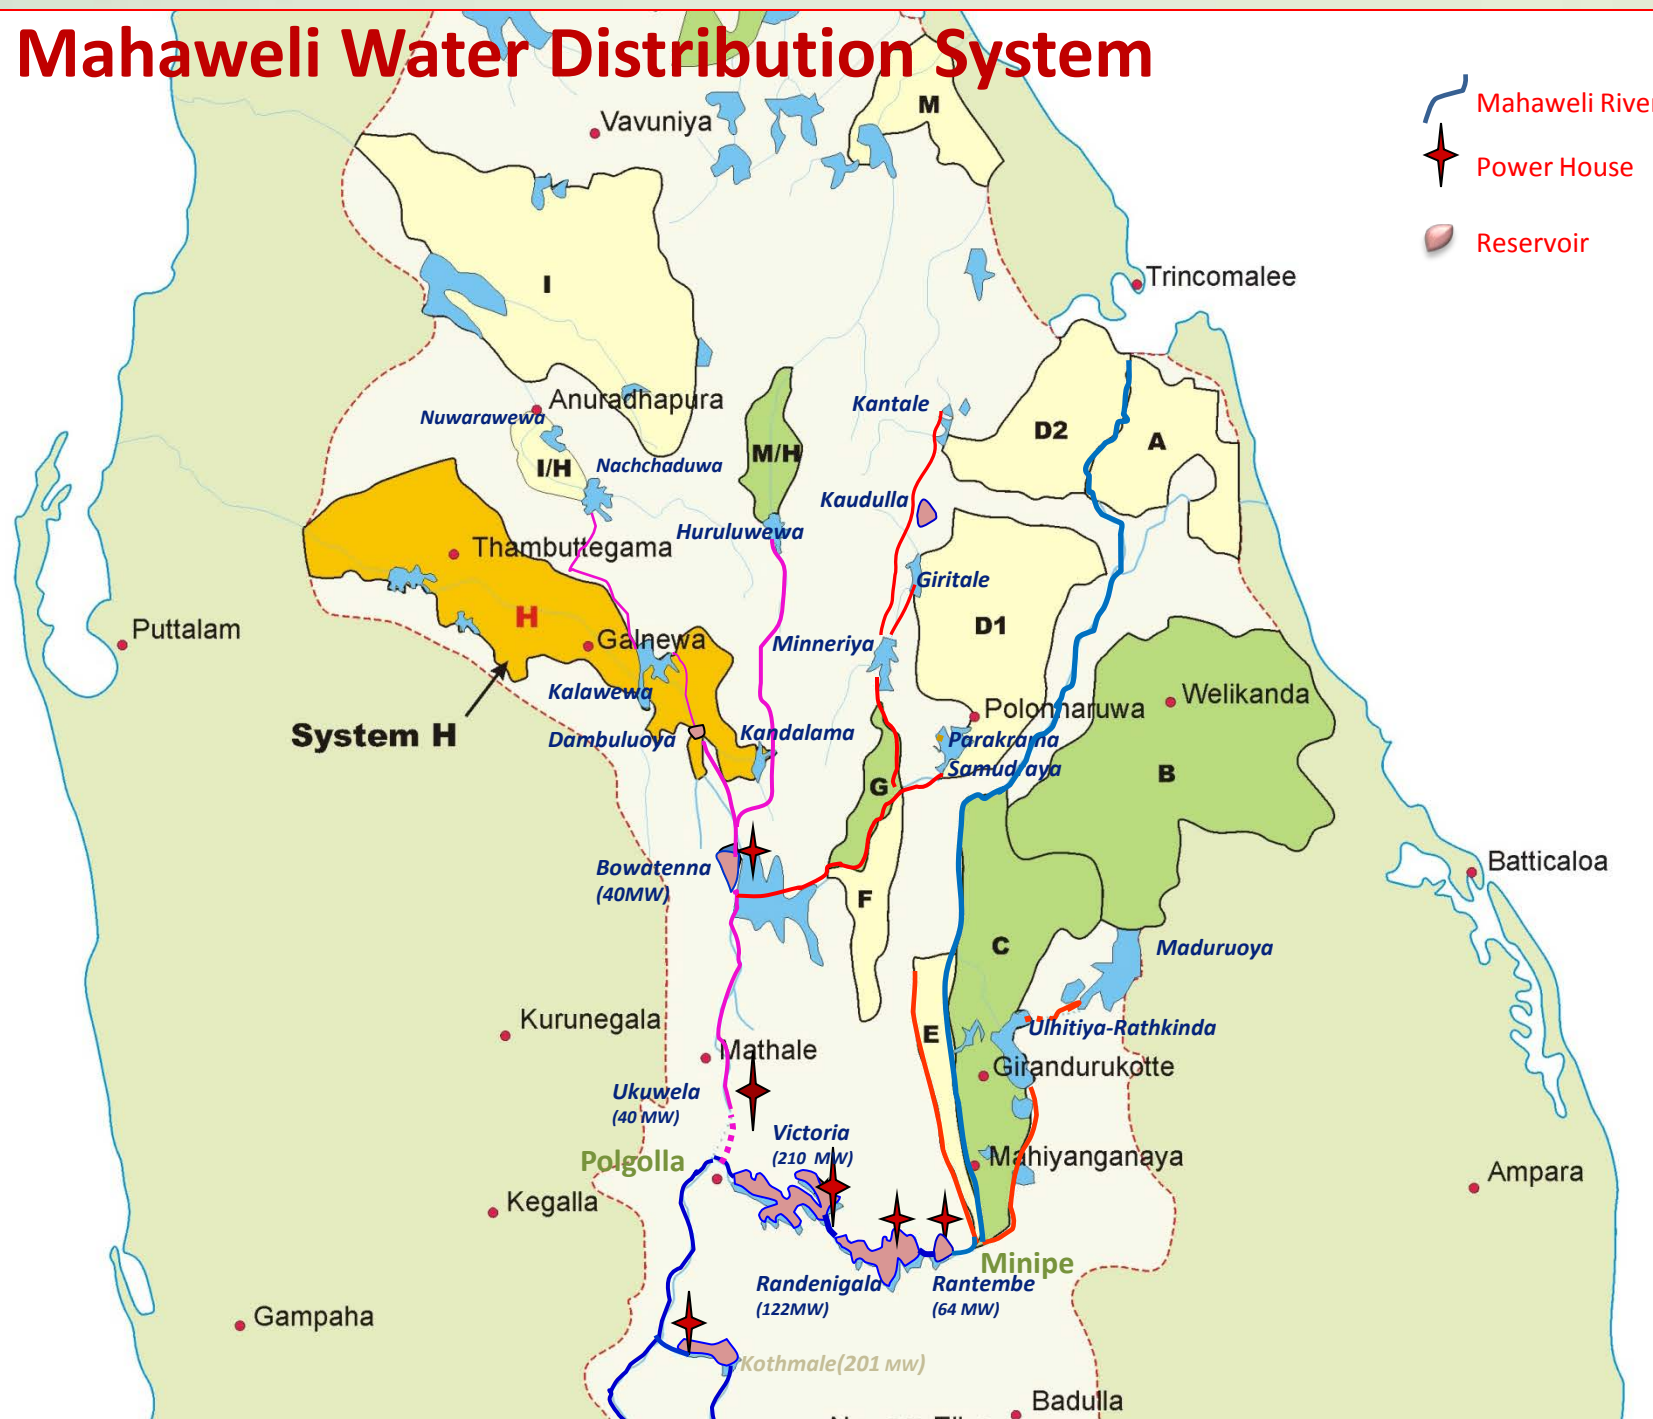 Mahaweli Water Distribution System
Mahaweli River
Power House
Reservoir
Vavuniya
M
Trincomalee
I
Anuradhapura
Nuwarawewa
I/H
Nachchaduwa
M/H
Kantale
D2
A
Kaudulla
Huruluwewa
Thambuttegama
Giritale
H
D1
Puttalam
Galnewa
Minneriya
Kalawewa
Welikanda
Polonnaruwa
System H
Dambuluoya
Kandalama
Parakrama
Samudraya
B
G
Bowatenna
(40MW)
F
Batticaloa
C
Maduruoya
Kurunegala
E
Ulhitiya-Rathkinda
Mathale
Girandurukotte
Ukuwela
(40 MW)
Victoria
(210 MW)
Polgolla
Mahiyanganaya
Ampara
Kegalla
Minipe
Randenigala
(122MW)
Rantembe
(64 MW)
Gampaha
Kothmale(201 MW)
Badulla